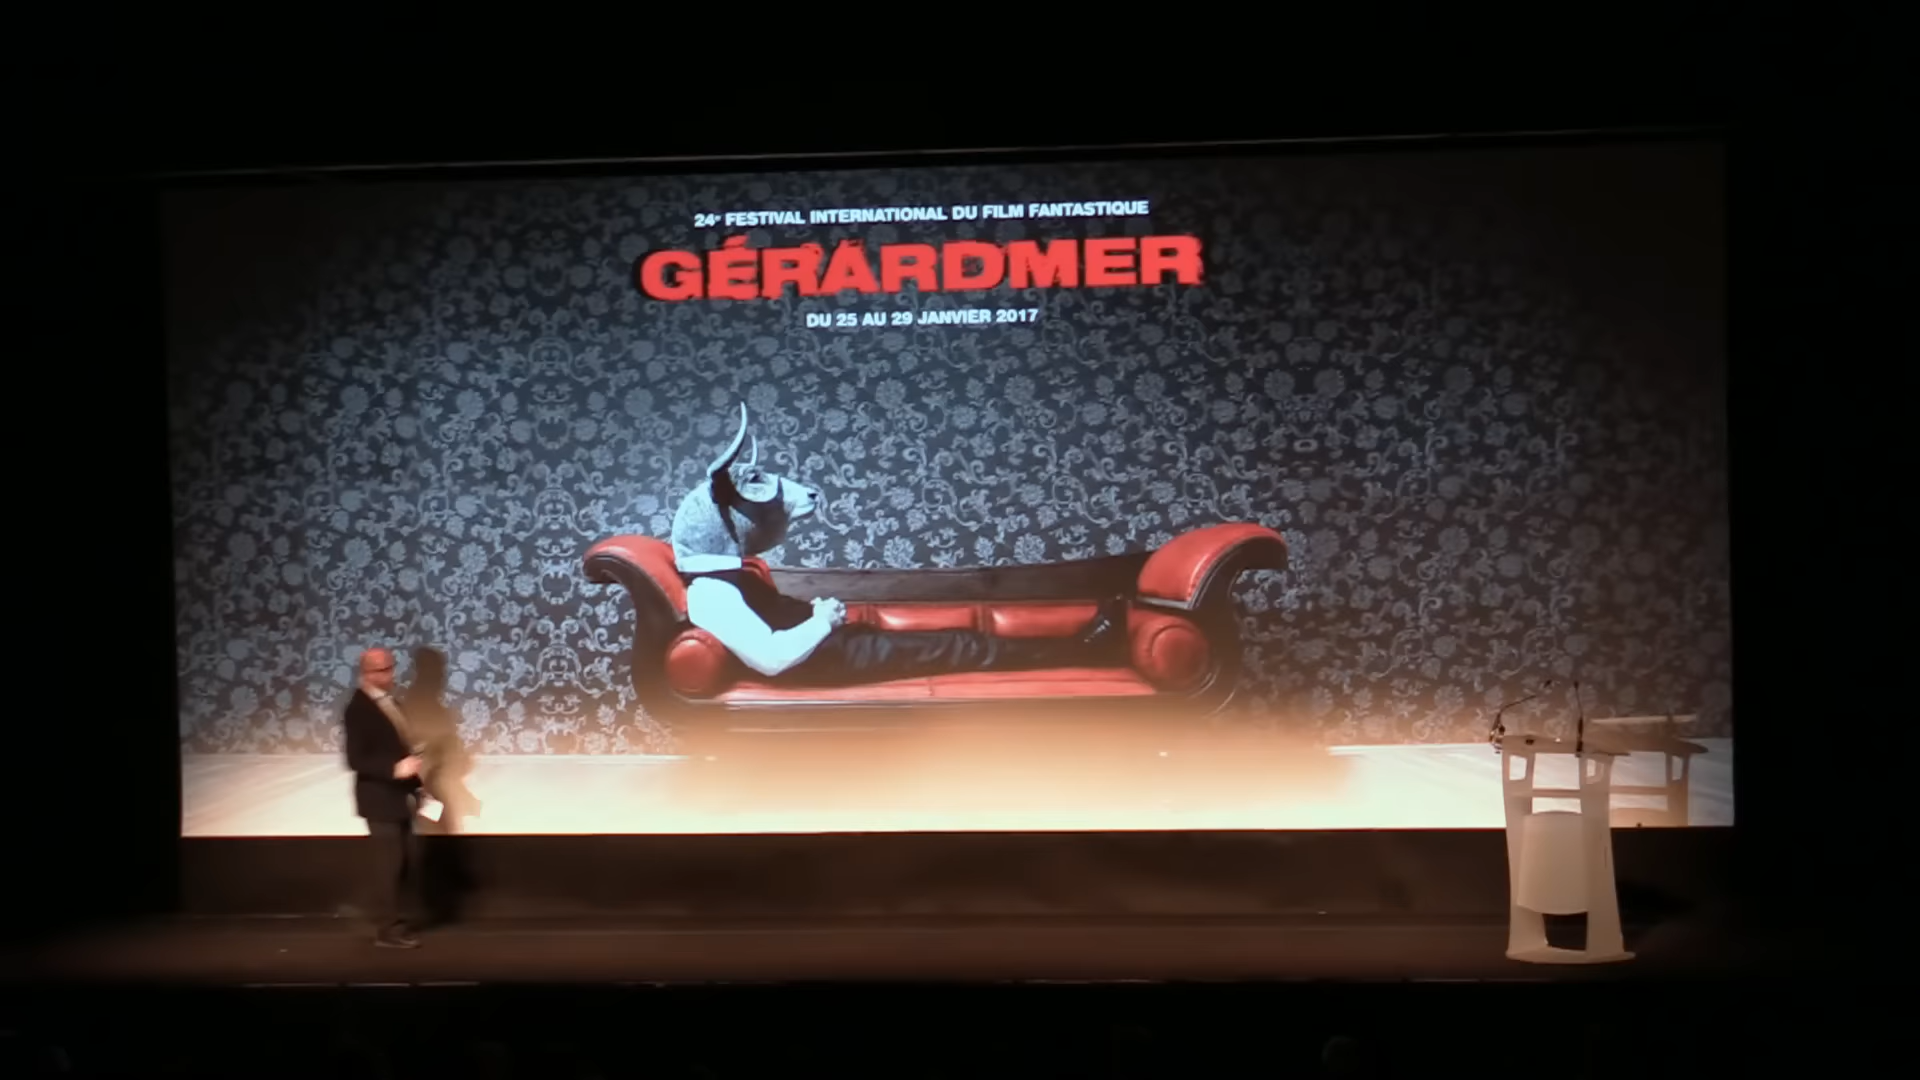 24e FESTIVAL INTERNATIONAL DU FILM FANTASTIQUE
GÉRARDMER
DU 25 AU 29 JANVIER 2017